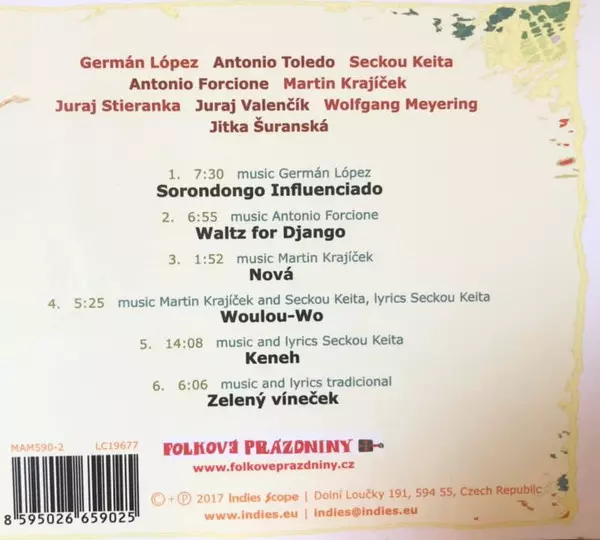 Germán López Antonio Toledo Seckou Keita
Antonio Forcione Martin Krajíček
Juraj Stieranka Juraj Valenčík Wolfgang Meyering
Jitka Šuranská
1. 7:30 music Germán López
Sorondongo Influenciado
2. 6:55 music Antonio Forcione
Waltz for Django
3. 1:52 music Martin Krajíček
Nová
4. 5:25 music Martin Krajíček and Seckou Keita, lyrics Seckou Keita
Woulou-Wo
5. 14:08 music and lyrics Seckou Keita
Keneh
6. 6:06 music and lyrics tradicional
Zelený víneček
MAM590-2 LC19677
FOLKOVÉ PRÁZDNINY
www.folkoveprazdniny.cz
©+℗ 2017 Indies Scope | Dolní Loučky 191, 594 55, Czech Republic
www.indies.eu | indies@indies.eu
8 595026 659025